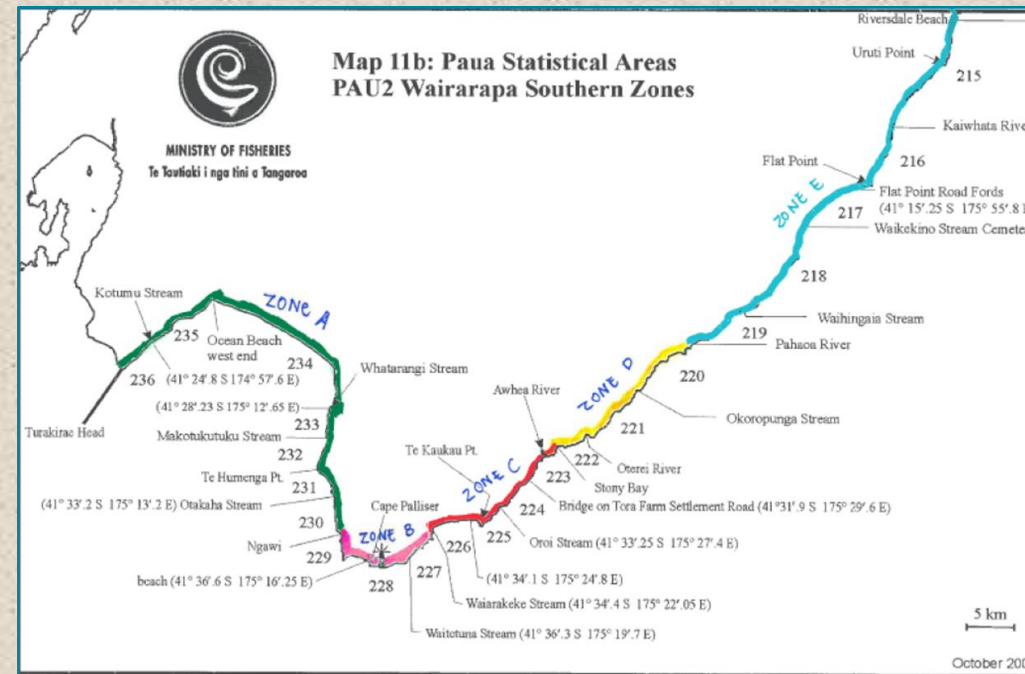 Map 11b: Paua Statistical Areas
PAU2 Wairarapa Southern Zones
MINISTRY OF FISHERIES
Te Tautiaki i nga tini a Tangaroa
Riversdale Beach
Uruti Point
215
Kaiwhata River
216
Flat Point
Flat Point Road Fords
(41° 15'.25 S 175° 55'.8 E
217
ZONE E
Waikekino Stream Cemeter
218
Waihingaia Stream
219
Pahaoa River
220
ZONE D
Okoropunga Stream
221
Awhea River
222
Oterei River
223
Stony Bay
Te Kaukau Pt.
ZONE C
224
Bridge on Tora Farm Settlement Road (41°31'.9 S 175° 29'.6 E)
225
Oroi Stream (41° 33'.25 S 175° 27'.4 E)
226
(41° 34'.1 S 175° 24'.8 E)
227
Waiarakeke Stream (41° 34'.4 S 175° 22'.05 E)
Waitotuna Stream (41° 36'.3 S 175° 19'.7 E)
Cape Palliser
ZONE B
228
beach (41° 36'.6 S 175° 16'.25 E)
229
Ngawi
230
(41° 33'.2 S 175° 13'.2 E) Otakaha Stream
231
Te Humenga Pt.
232
Makotukutuku Stream
233
(41° 28'.23 S 175° 12'.65 E)
Whatarangi Stream
234
ZONE A
Ocean Beach
west end
235
Kotumu Stream
(41° 24'.8 S 174° 57'.6 E)
236
Turakirae Head
5 km
October 200